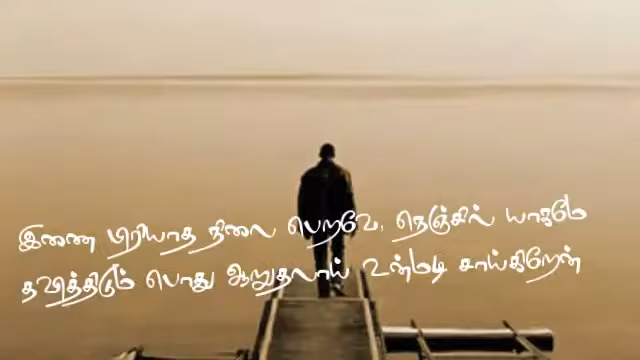 இணை பிரியாத நிலை பெறவே, நெஞ்சில் யாகமே
தவித்திடும் பொது ஆறுதலாய் உன்மடி சாய்கிறேன்